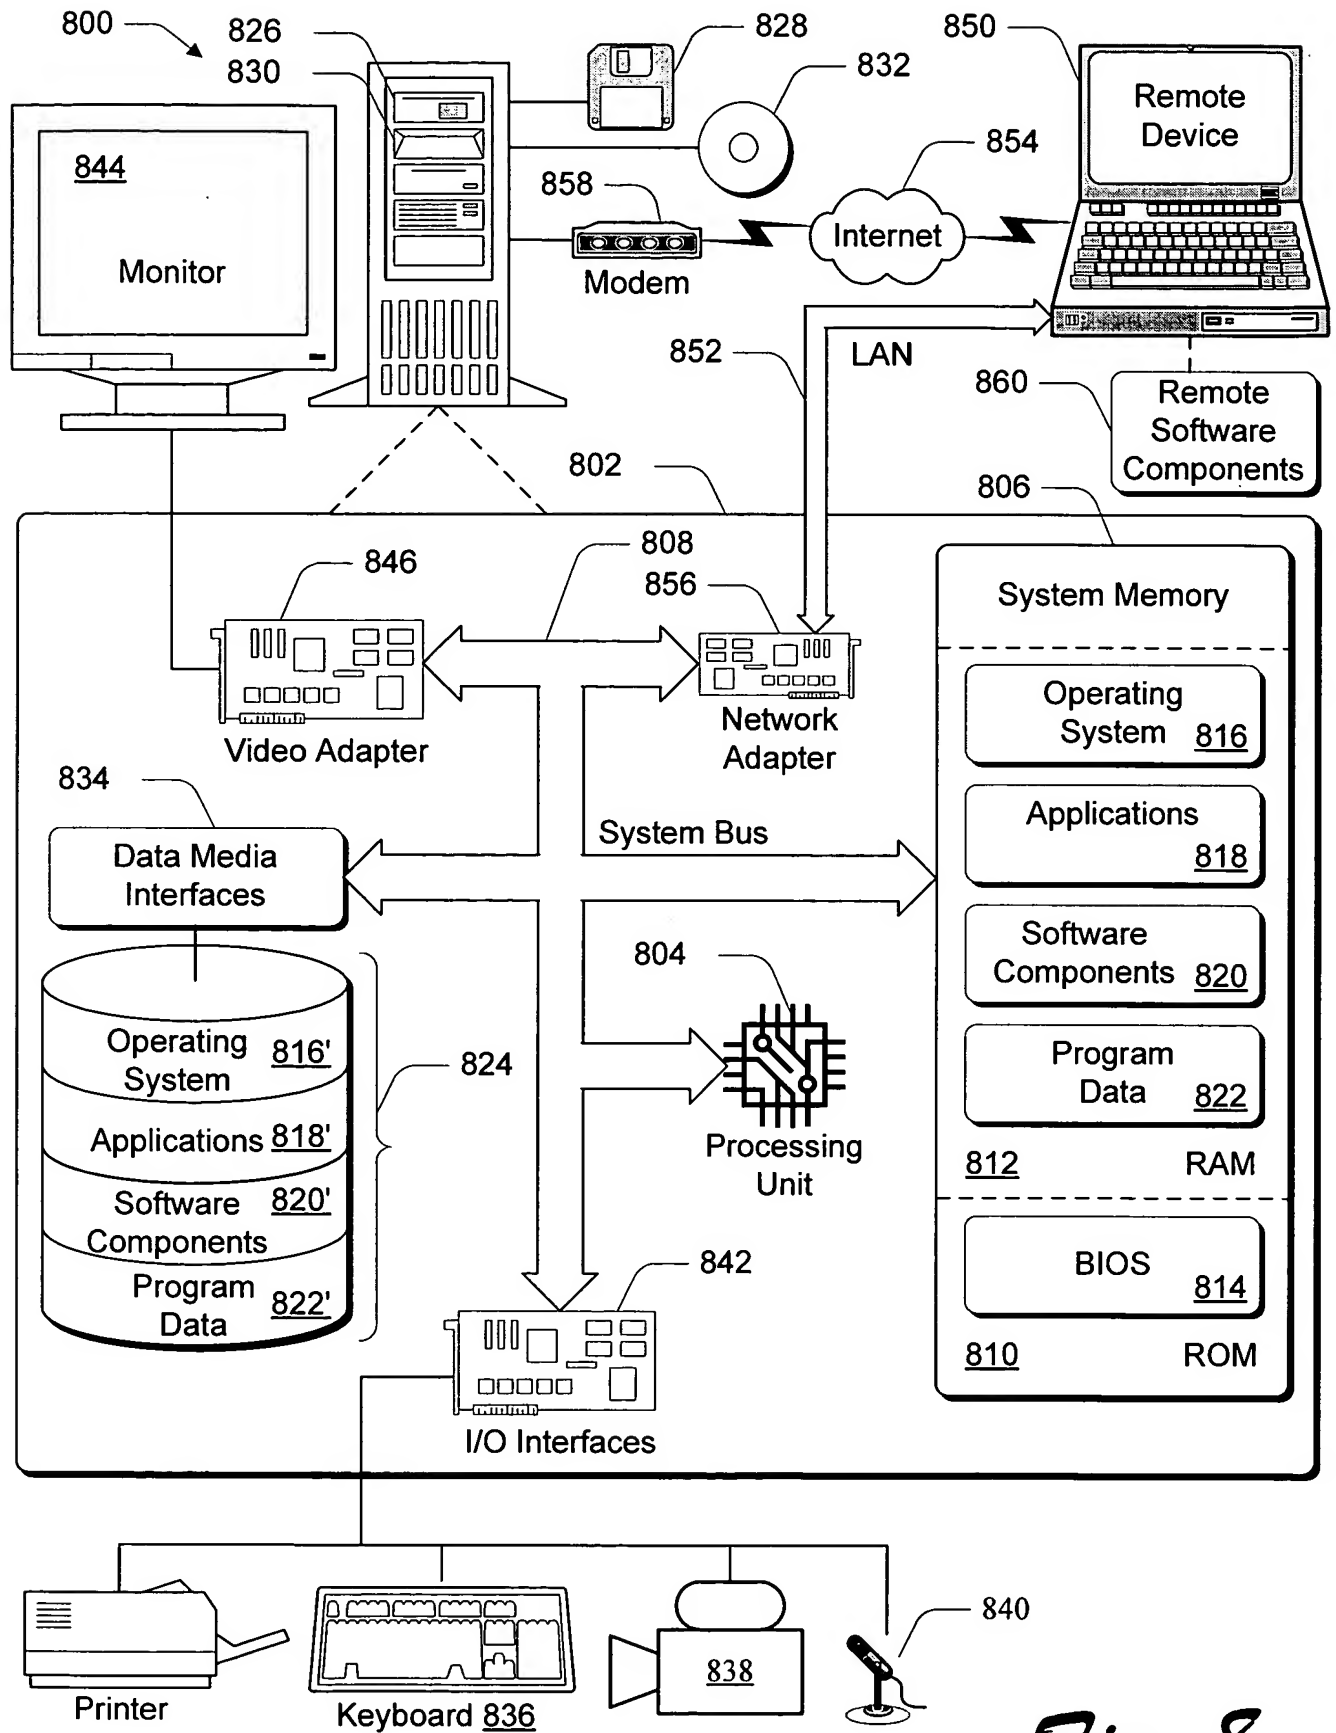 800
826
830
828
832
850
Remote
Device
844
Monitor
858
Modem
854
Internet
852
LAN
860
Remote
Software
Components
802
806
846
808
856
Video Adapter
Network
Adapter
System Memory
Operating
System 816
Applications
818
Software
Components 820
Program
Data 822
812 RAM
BIOS
814
810 ROM
834
Data Media
Interfaces
System Bus
804
Processing
Unit
Operating
System 816'
Applications 818'
Software
Components 820'
Program
Data 822'
824
842
I/O Interfaces
Printer
Keyboard 836
838
840
Fig. 8